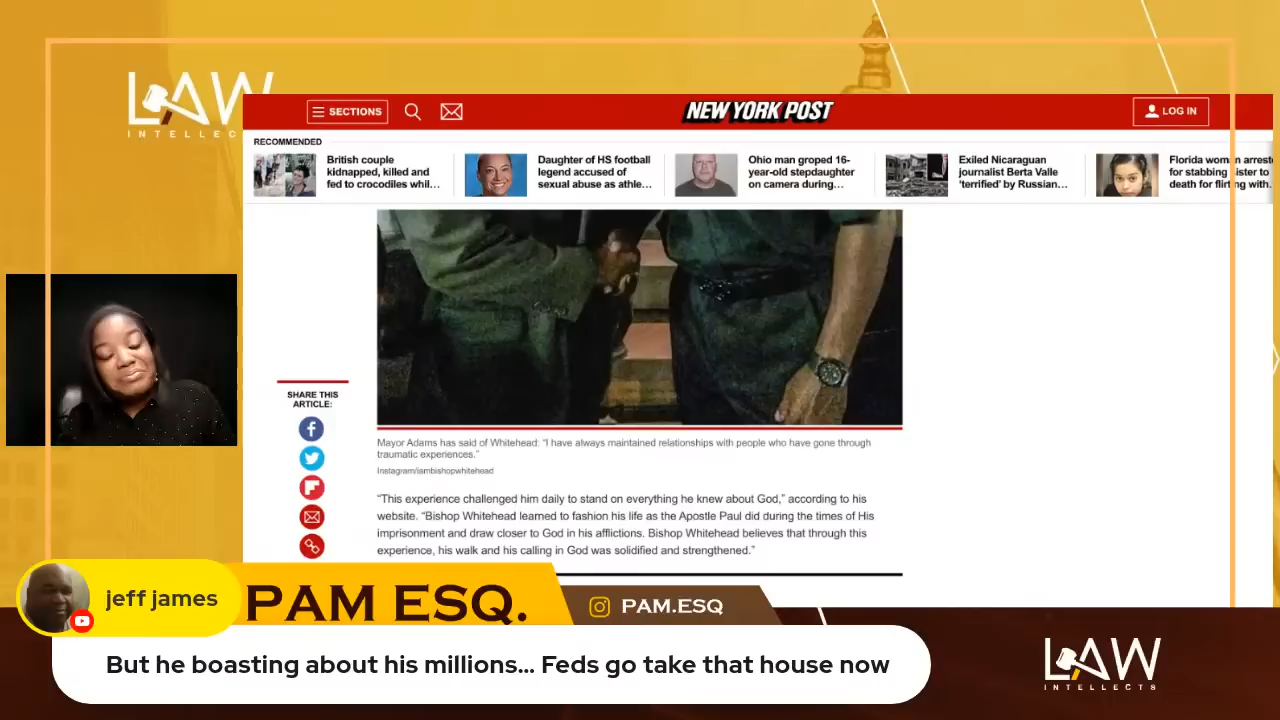 LAW
INTELLEC
SECTIONS
NEW YORK POST
LOG IN
RECOMMENDED
British couple
kidnapped, killed and
fed to crocodiles whil...
Daughter of HS football
legend accused of
sexual abuse as athle...
Ohio man groped 16-
year-old stepdaughter
on camera during...
Exiled Nicaraguan
journalist Berta Valle
‘terrified’ by Russian...
Florida woman arrest
for stabbing sister to
death for flirting with.
SHARE THIS
ARTICLE:
Mayor Adams has said of Whitehead: “I have always maintained relationships with people who have gone through
traumatic experiences.”
Instagram/iambishopwhitehead
“This experience challenged him daily to stand on everything he knew about God,” according to his
website. “Bishop Whitehead learned to fashion his life as the Apostle Paul did during the times of His
imprisonment and draw closer to God in his afflictions. Bishop Whitehead believes that through this
experience, his walk and his calling in God was solidified and strengthened.”
jeff james
PAM ESQ.
PAM.ESQ
But he boasting about his millions... Feds go take that house now
LAW
INTELLECTS